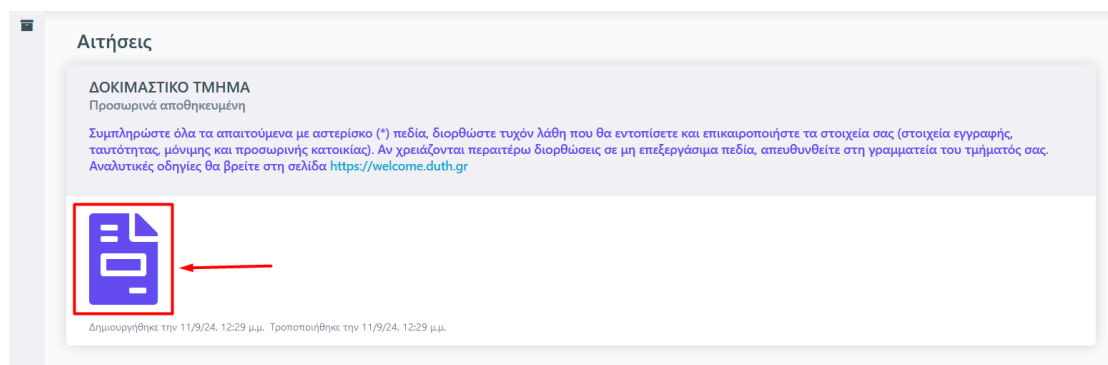 Αιτήσεις
ΔΟΚΙΜΑΣΤΙΚΟ ΤΜΗΜΑ
Προσωρινά αποθηκευμένη
Συμπληρώστε όλα τα απαιτούμενα με αστερίσκο (*) πεδία, διορθώστε τυχόν λάθη που θα εντοπίσετε και επικαιροποιήστε τα στοιχεία σας (στοιχεία εγγραφής,
ταυτότητας, μόνιμης και προσωρινής κατοικίας). Αν χρειάζονται περαιτέρω διορθώσεις σε μη επεξεργάσιμα πεδία, απευθυνθείτε στη γραμματεία του τμήματός σας.
Αναλυτικές οδηγίες θα βρείτε στη σελίδα https://welcome.duth.gr
Δημιουργήθηκε την 11/9/24, 12:29 μ.μ. Τροποποιήθηκε την 11/9/24, 12:29 μ.μ.